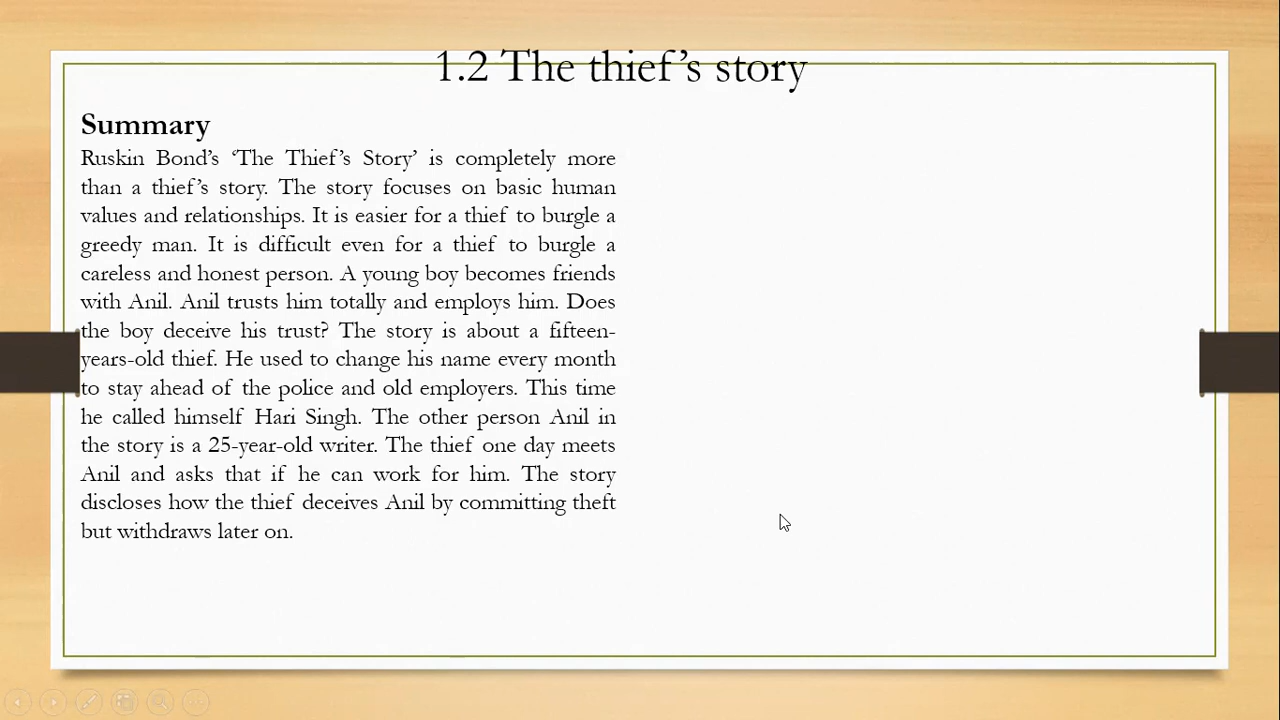 1.2 The thief’s story
Summary
Ruskin Bond’s ‘The Thief’s Story’ is completely more
than a thief’s story. The story focuses on basic human
values and relationships. It is easier for a thief to burgle a
greedy man. It is difficult even for a thief to burgle a
careless and honest person. A young boy becomes friends
with Anil. Anil trusts him totally and employs him. Does
the boy deceive his trust? The story is about a fifteen-
years-old thief. He used to change his name every month
to stay ahead of the police and old employers. This time
he called himself Hari Singh. The other person Anil in
the story is a 25-year-old writer. The thief one day meets
Anil and asks that if he can work for him. The story
discloses how the thief deceives Anil by committing theft
but withdraws later on.